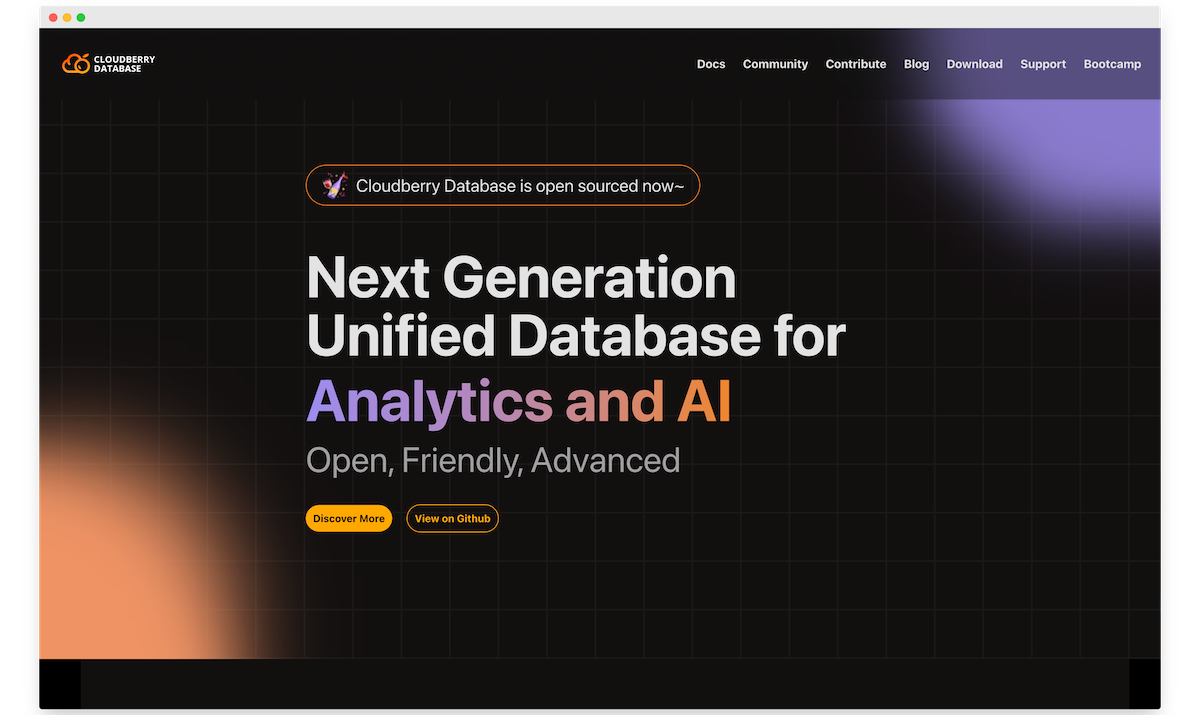 CLOUDBERRY
DATABASE
Docs Community Contribute Blog Download Support Bootcamp
Cloudberry Database is open sourced now~
Next Generation
Unified Database for
Analytics and AI
Open, Friendly, Advanced
Discover More View on Github